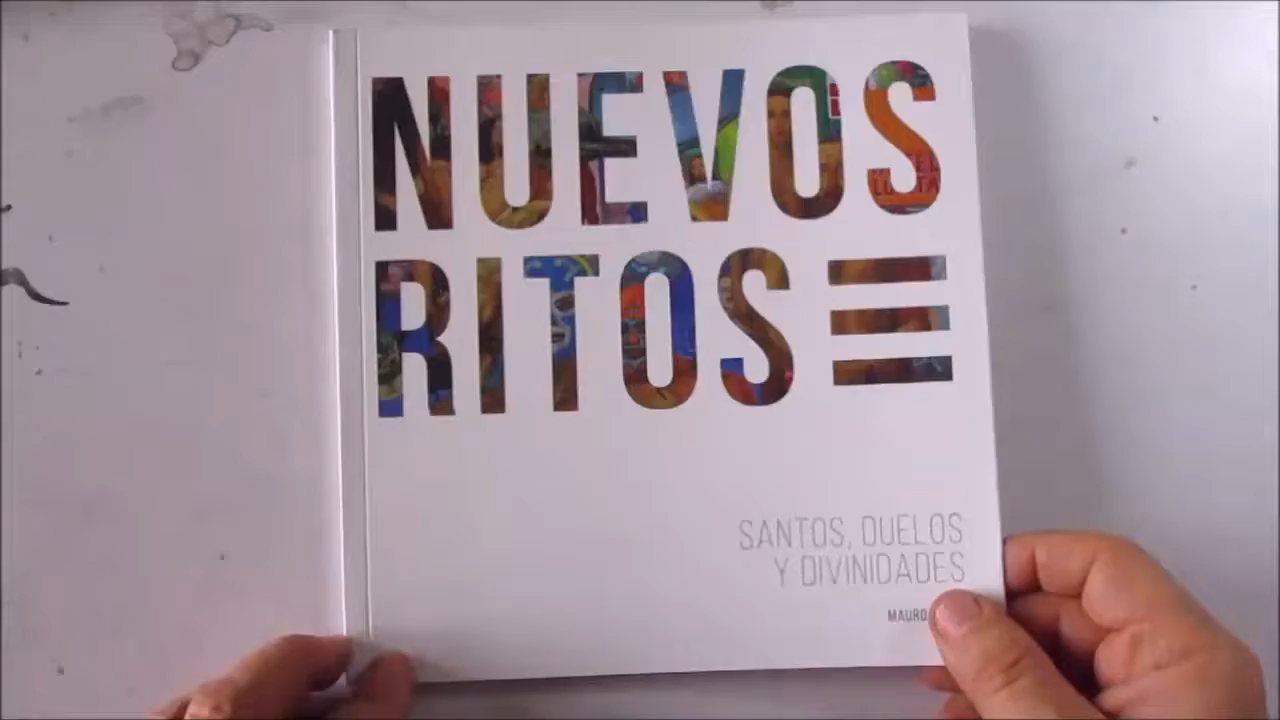 NUEVOS
RITOS
SANTOS, DUELOS
Y DIVINIDADES
MAURO